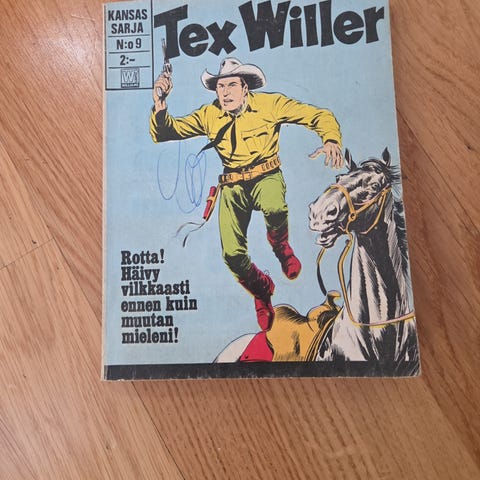 KANSAS
SARJA
N:o 9
2:-
W
Tex Willer
Rotta!
Häivy
vilkkaasti
ennen kuin
muutan
mieleni!